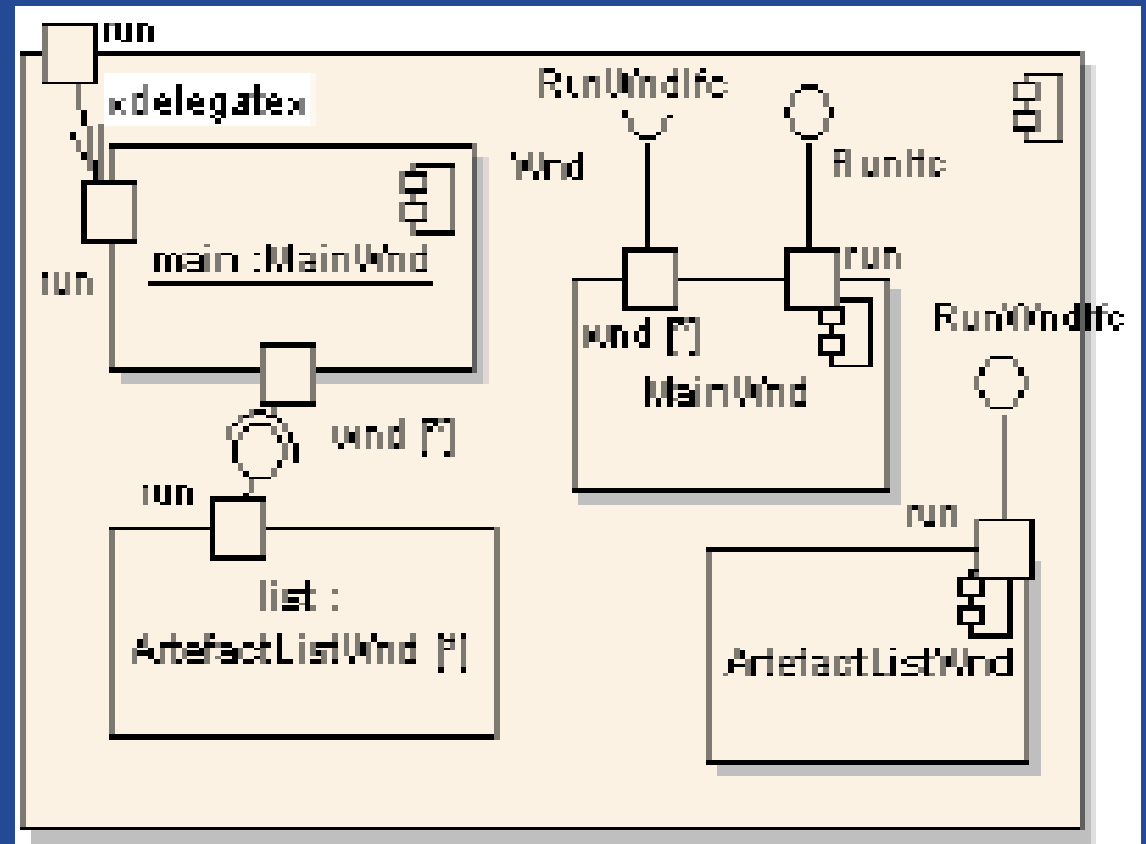 run
«delegate»
RunWndIfc
Wnd
RunIfc
main :MainWnd
run
run
wnd [*]
MainWnd
RunWndIfc
wnd [*]
run
run
list :
ArtefactListWnd [*]
ArtefactListWnd